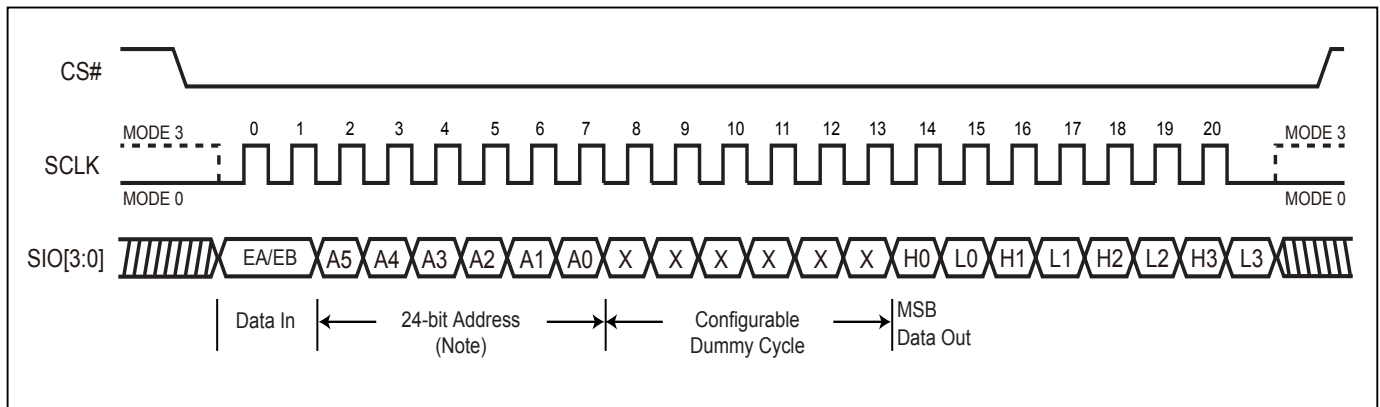 CS#
MODE 3 0 1 2 3 4 5 6 7 8 9 10 11 12 13 14 15 16 17 18 19 20 MODE 3
SCLK
MODE 0 MODE 0
SIO[3:0] EA/EB A5 A4 A3 A2 A1 A0 X X X X X X H0 L0 H1 L1 H2 L2 H3 L3
Data In 24-bit Address Configurable MSB
(Note) Dummy Cycle Data Out